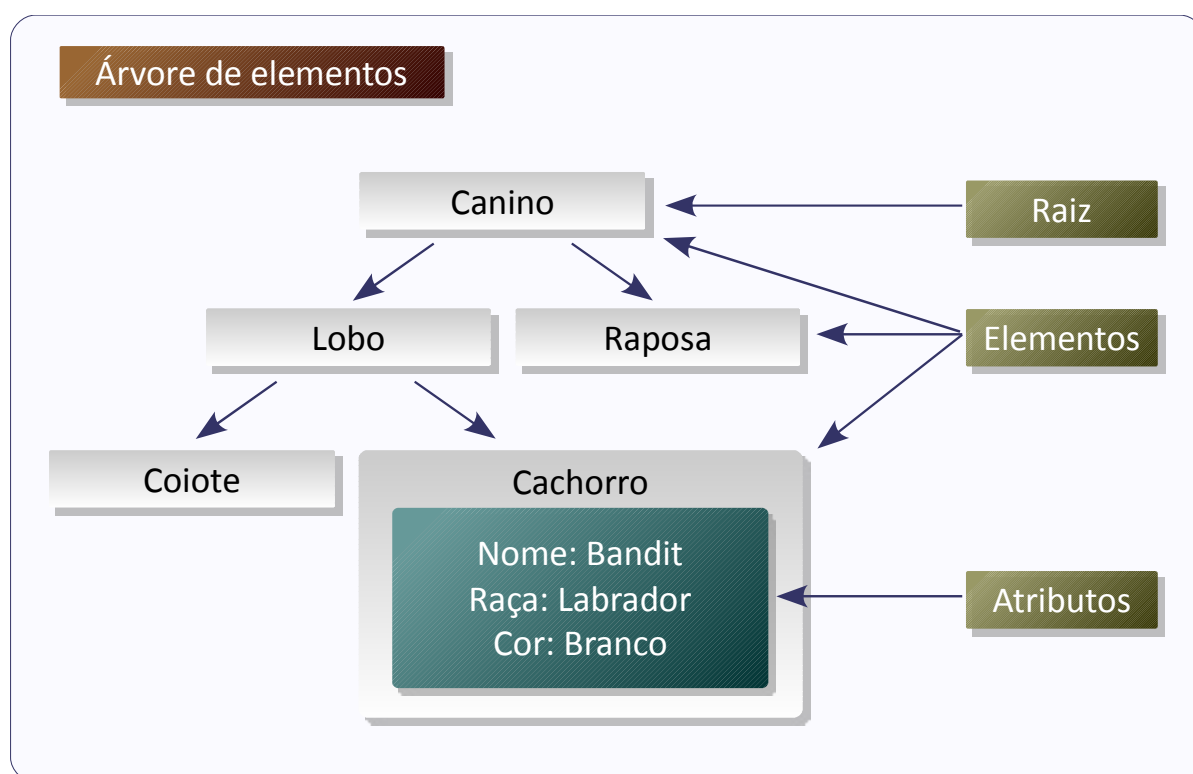 Árvore de elementos
Canino
Raiz
Lobo
Raposa
Elementos
Coiote
Cachorro
Nome: Bandit
Raça: Labrador
Cor: Branco
Atributos